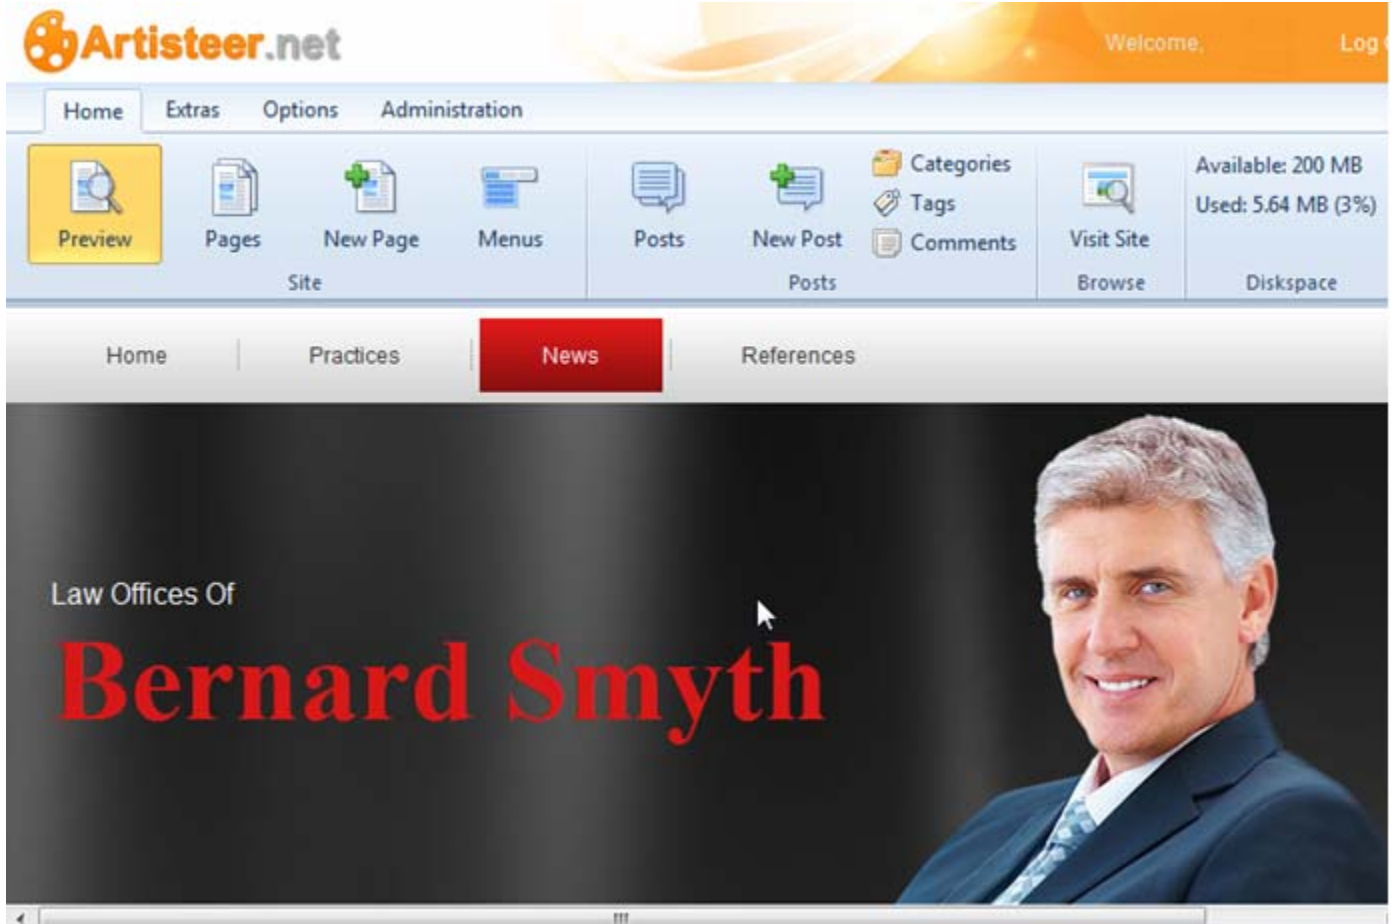 Artisteer.net
Welcome, Log
Home Extras Options Administration
Preview Pages New Page Menus Posts New Post Categories Tags Comments Visit Site Available: 200 MB
Used: 5.64 MB (3%)
Site Posts Browse Diskspace
Home Practices News References
Law Offices Of
Bernard Smyth